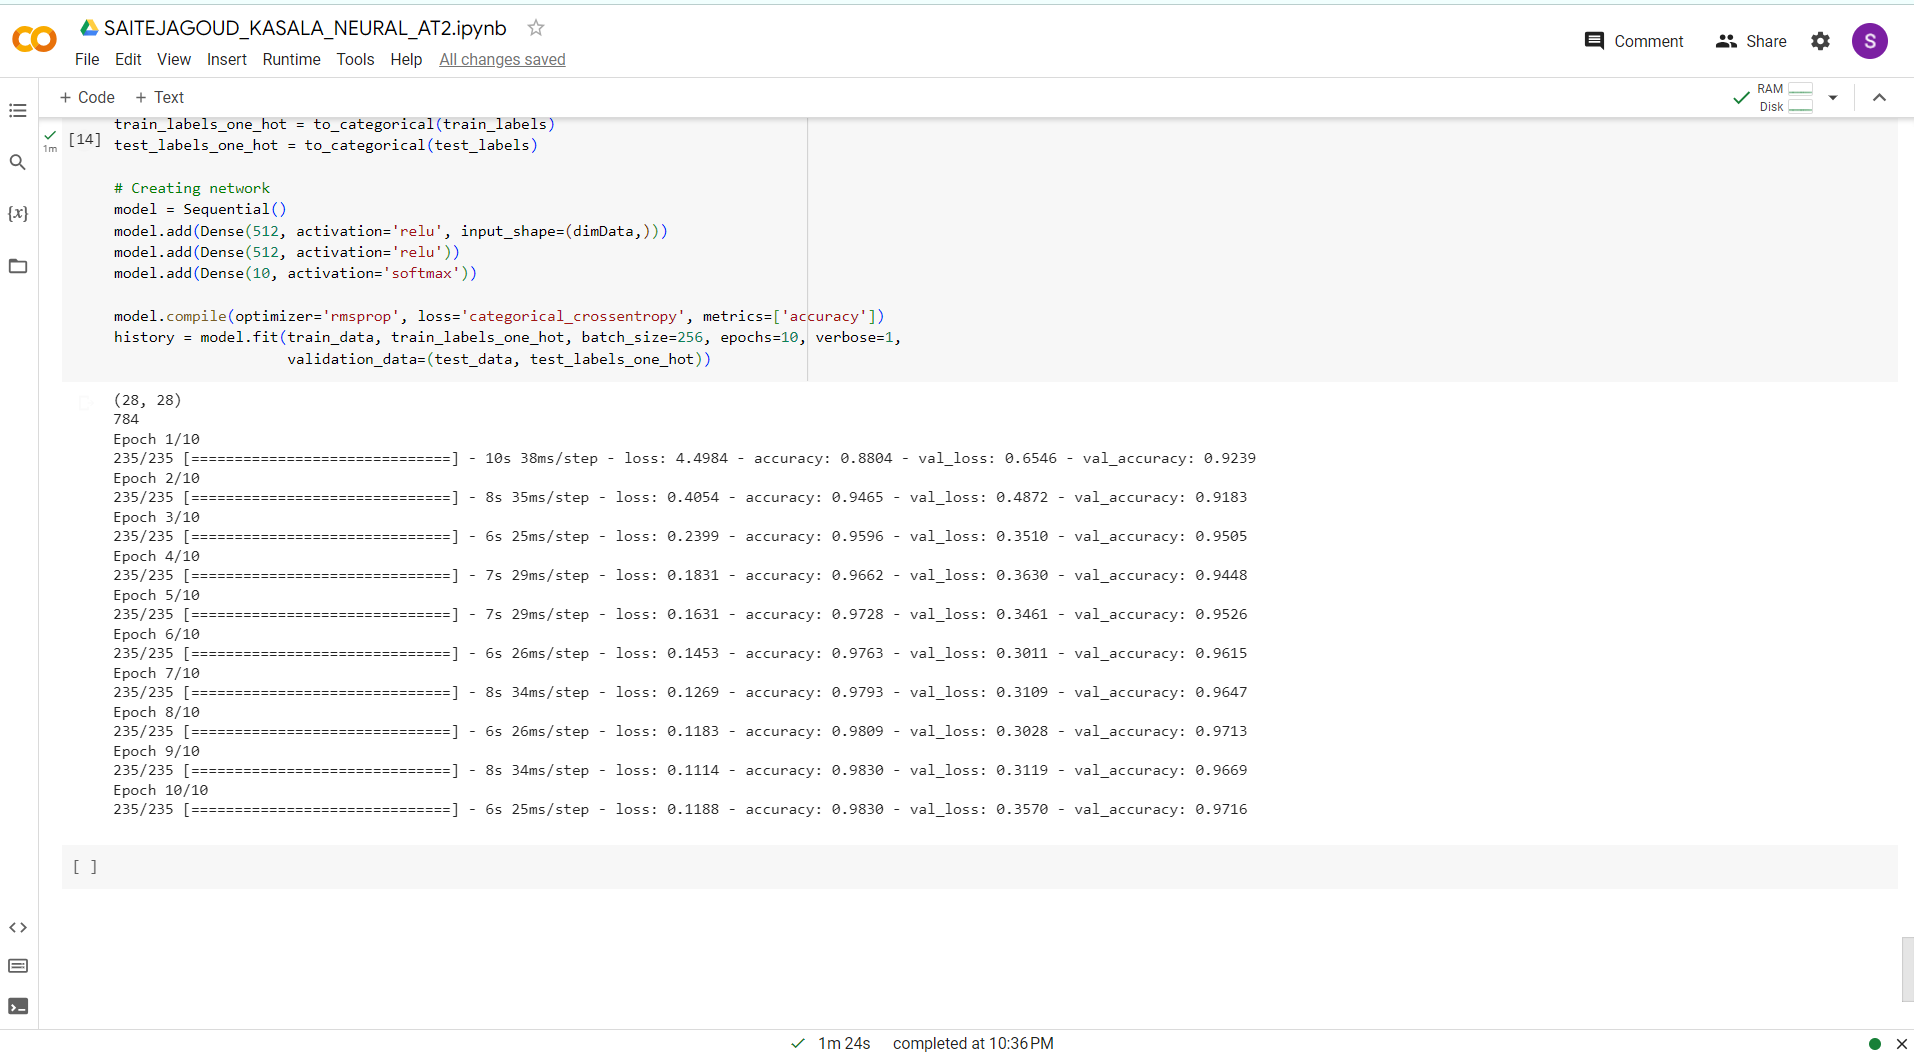 SAITEJAGOUD_KASALA_NEURAL_AT2.ipynb
File Edit View Insert Runtime Tools Help All changes saved
Comment Share S
+ Code + Text
RAM
Disk
1m
[14]
train_labels_one_hot = to_categorical(train_labels)
test_labels_one_hot = to_categorical(test_labels)
# Creating network
model = Sequential()
model.add(Dense(512, activation='relu', input_shape=(dimData,)))
model.add(Dense(512, activation='relu'))
model.add(Dense(10, activation='softmax'))
model.compile(optimizer='rmsprop', loss='categorical_crossentropy', metrics=['accuracy'])
history = model.fit(train_data, train_labels_one_hot, batch_size=256, epochs=10, verbose=1,
validation_data=(test_data, test_labels_one_hot))
(28, 28)
784
Epoch 1/10
235/235 [==============================] - 10s 38ms/step - loss: 4.4984 - accuracy: 0.8804 - val_loss: 0.6546 - val_accuracy: 0.9239
Epoch 2/10
235/235 [==============================] - 8s 35ms/step - loss: 0.4054 - accuracy: 0.9465 - val_loss: 0.4872 - val_accuracy: 0.9183
Epoch 3/10
235/235 [==============================] - 6s 25ms/step - loss: 0.2399 - accuracy: 0.9596 - val_loss: 0.3510 - val_accuracy: 0.9505
Epoch 4/10
235/235 [==============================] - 7s 29ms/step - loss: 0.1831 - accuracy: 0.9662 - val_loss: 0.3630 - val_accuracy: 0.9448
Epoch 5/10
235/235 [==============================] - 7s 29ms/step - loss: 0.1631 - accuracy: 0.9728 - val_loss: 0.3461 - val_accuracy: 0.9526
Epoch 6/10
235/235 [==============================] - 6s 26ms/step - loss: 0.1453 - accuracy: 0.9763 - val_loss: 0.3011 - val_accuracy: 0.9615
Epoch 7/10
235/235 [==============================] - 8s 34ms/step - loss: 0.1269 - accuracy: 0.9793 - val_loss: 0.3109 - val_accuracy: 0.9647
Epoch 8/10
235/235 [==============================] - 6s 26ms/step - loss: 0.1183 - accuracy: 0.9809 - val_loss: 0.3028 - val_accuracy: 0.9713
Epoch 9/10
235/235 [==============================] - 8s 34ms/step - loss: 0.1114 - accuracy: 0.9830 - val_loss: 0.3119 - val_accuracy: 0.9669
Epoch 10/10
235/235 [==============================] - 6s 25ms/step - loss: 0.1188 - accuracy: 0.9830 - val_loss: 0.3570 - val_accuracy: 0.9716
[ ]
1m 24s completed at 10:36 PM